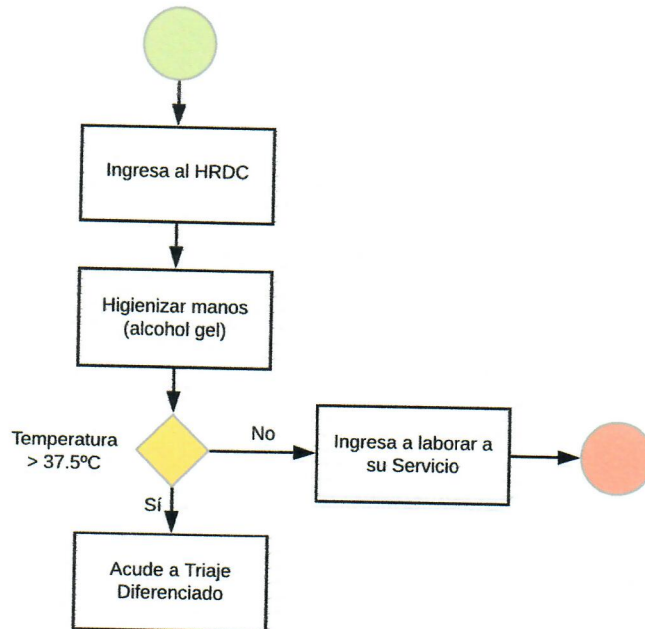 Ingresa al HRDC
Higienizar manos
(alcohol gel)
Temperatura
> 37.5ºC
No
Ingresa a laborar a
su Servicio
Sí
Acude a Triaje
Diferenciado